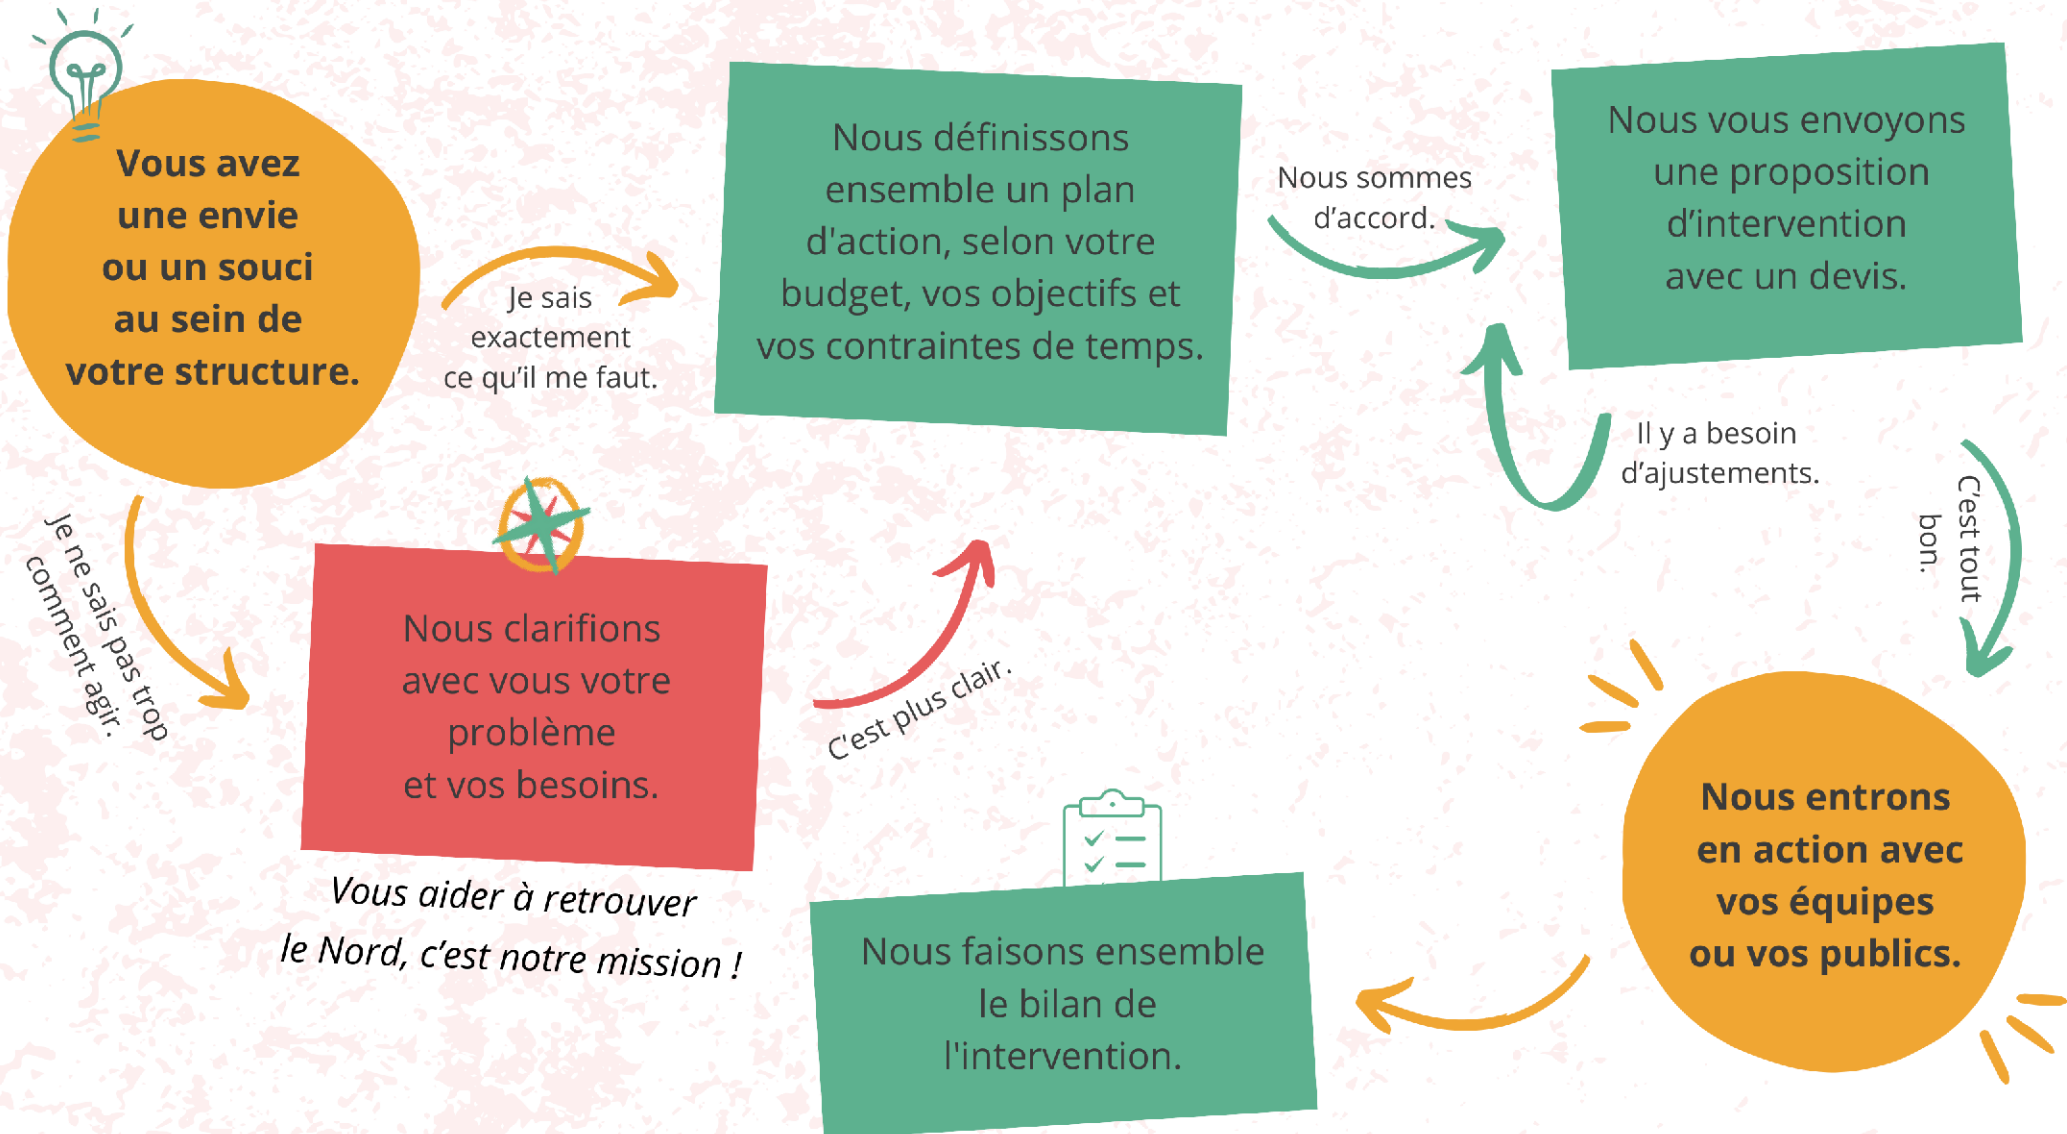 Vous avez
une envie
ou un souci
au sein de
votre structure.
Je sais
exactement
ce qu’il me faut.
Nous définissons
ensemble un plan
d'action, selon votre
budget, vos objectifs et
vos contraintes de temps.
Nous sommes
d’accord.
Nous vous envoyons
une proposition
d’intervention
avec un devis.
Il y a besoin
d’ajustements.
C’est tout
bon.
Je ne sais pas trop
comment agir.
Nous clarifions
avec vous votre
problème
et vos besoins.
Vous aider à retrouver
le Nord, c’est notre mission !
C'est plus clair.
Nous entrons
en action avec
vos équipes
ou vos publics.
Nous faisons ensemble
le bilan de
l'intervention.